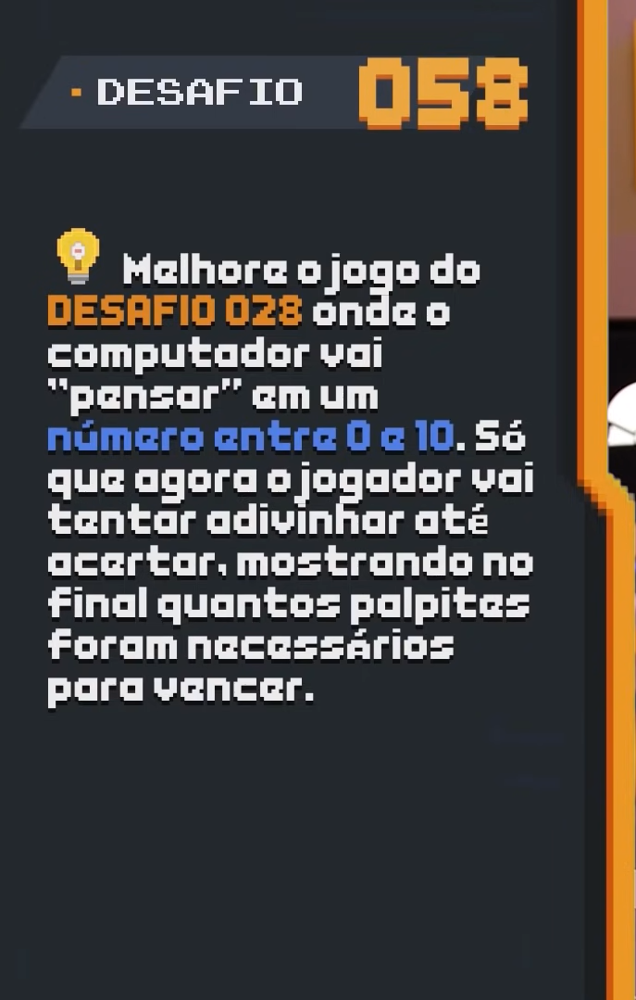 DESAFIO 058
Melhore o jogo do
DESAFIO 028 onde o
computador vai
"pensar" em um
número entre 0 e 10. Só
que agora o jogador vai
tentar adivinhar até
acertar, mostrando no
final quantos palpites
foram necessários
para vencer.